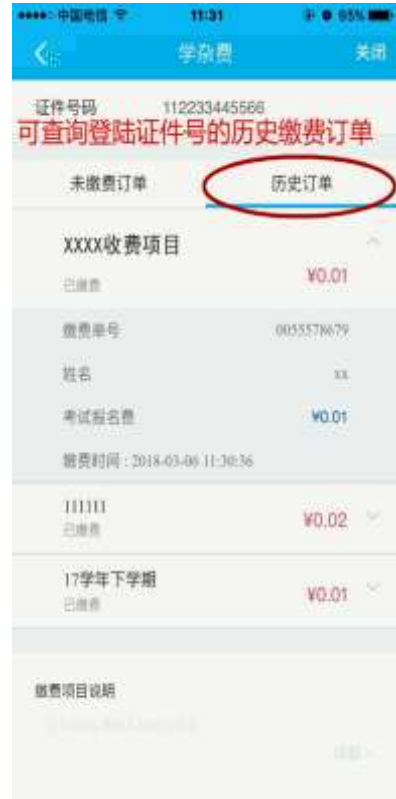 中国电信 11:31 65%
学杂费 关闭
证件号码 112233445566
可查询登陆证件号的历史缴费订单
未缴费订单 历史订单
XXXX收费项目
已缴费 ¥0.01
缴费单号 0055578679
姓名 xx
考试报名费 ¥0.01
缴费时间：2018-03-06 11:30:36
111111
已缴费 ¥0.02
17学年下学期
已缴费 ¥0.01
缴费项目说明